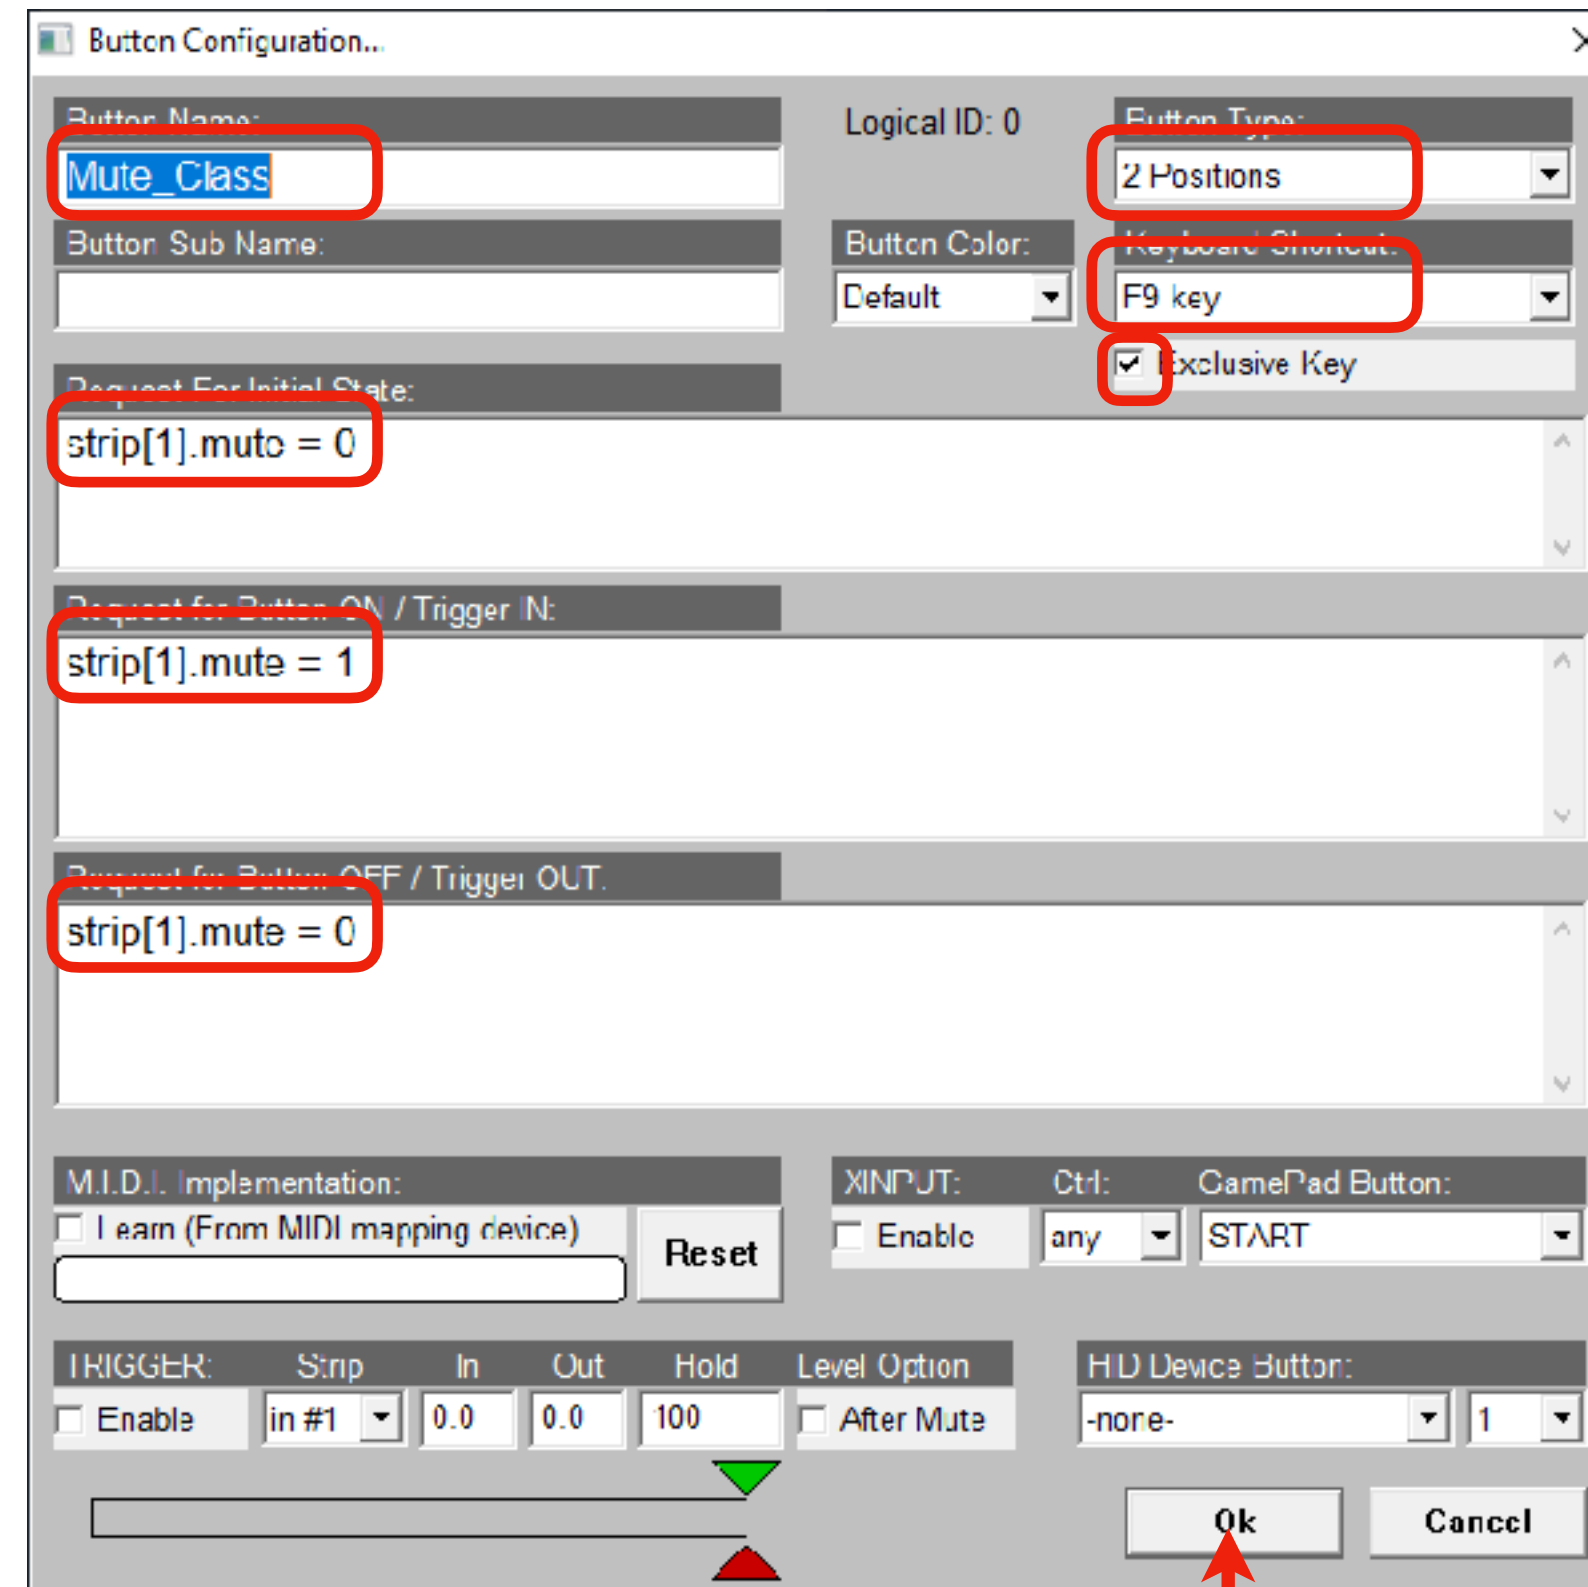 Button Configuration...
Button Name:
Logical ID: 0
Button Type:
Mute_Class
2 Positions
Button Sub Name:
Button Color:
Keyboard Shortcut:
Default
F9 key
Exclusive Key
Request For Initial State:
strip[1].mute = 0
Request for Button ON / Trigger IN:
strip[1].mute = 1
Request for Button OFF / Trigger OUT:
strip[1].mute = 0
M.I.D.I. Implementation:
XINPUT: Ctrl: GamePad Button:
Learn (From MIDI mapping device)
Reset
Enable any START
TRIGGER: Strip In Out Hold Level Option
HID Device Button:
Enable in #1 0.0 0.0 100 After Mute
-none- 1
Ok Cancel